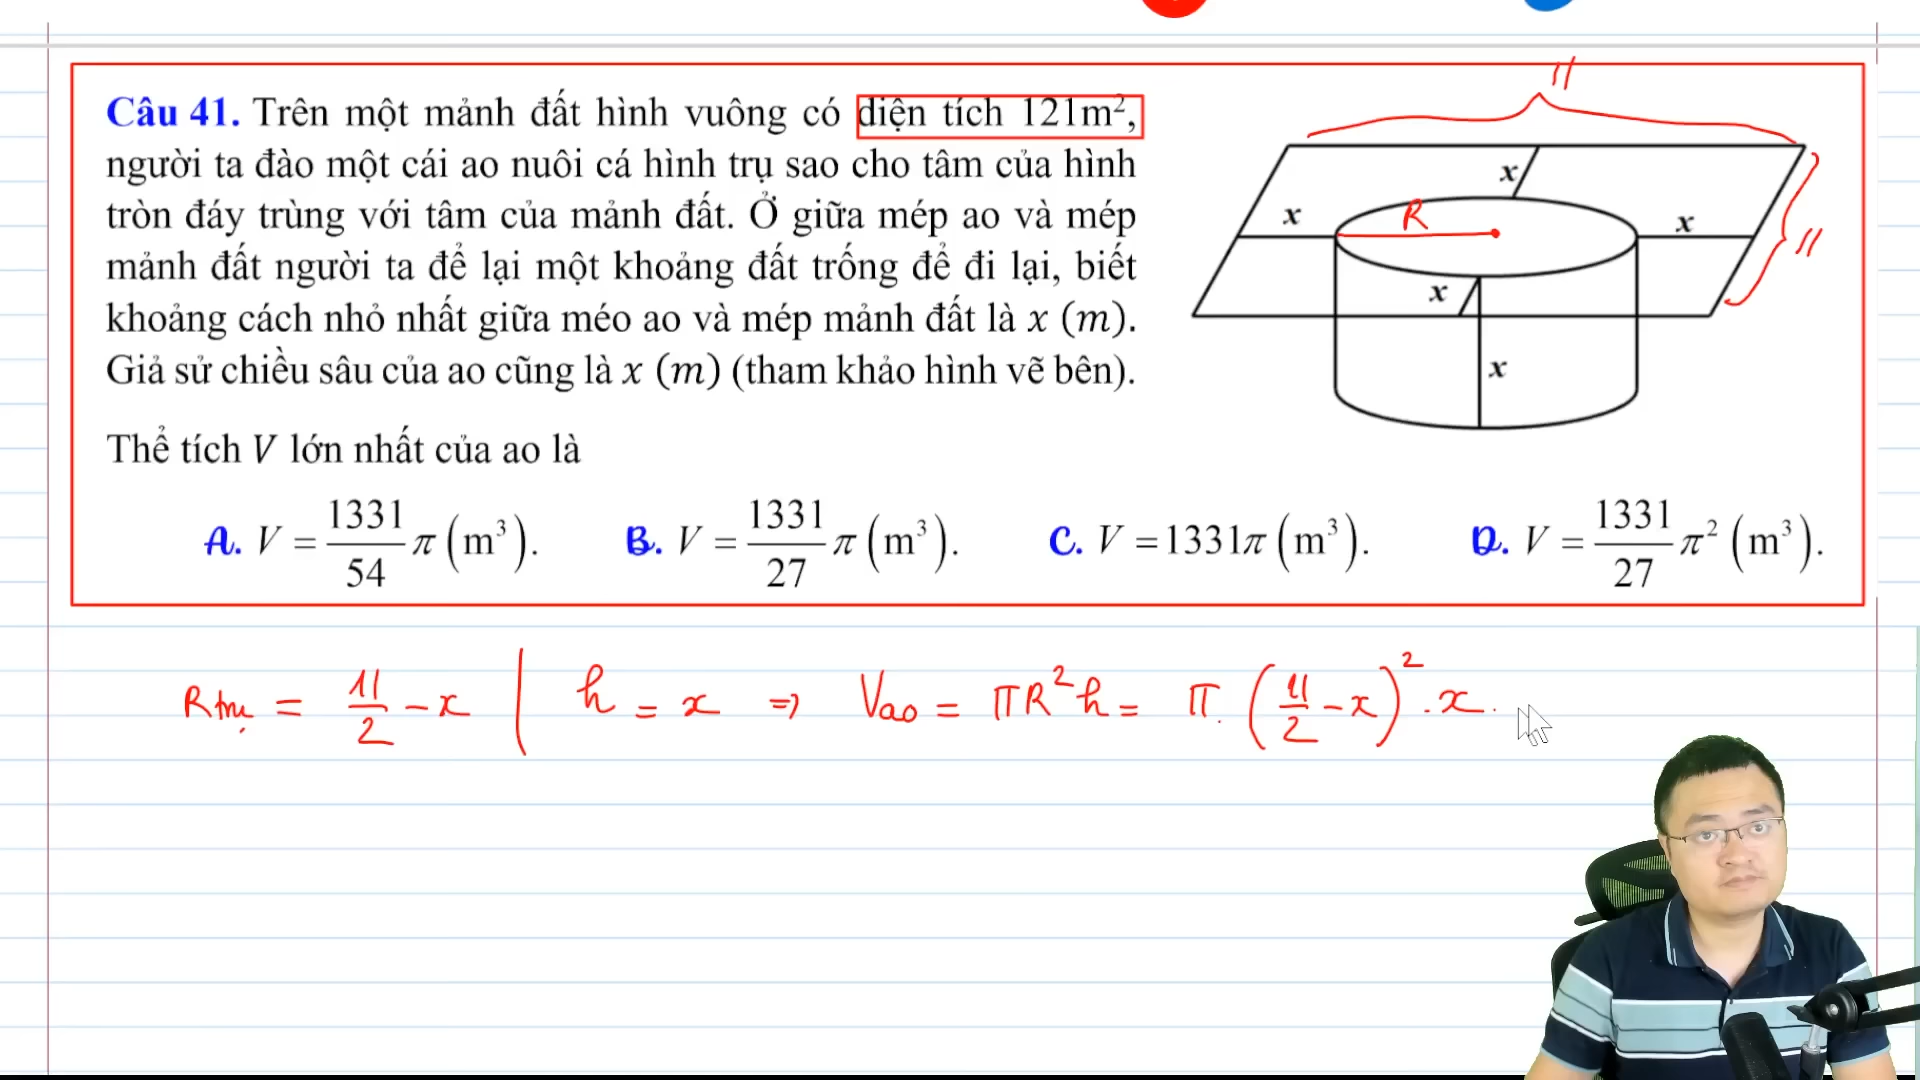 Câu 41. Trên một mảnh đất hình vuông có diện tích 121m²,
người ta đào một cái ao nuôi cá hình trụ sao cho tâm của hình
tròn đáy trùng với tâm của mảnh đất. Ở giữa mép ao và mép
mảnh đất người ta để lại một khoảng đất trống để đi lại, biết
khoảng cách nhỏ nhất giữa méo ao và mép mảnh đất là x (m).
Giả sử chiều sâu của ao cũng là x (m) (tham khảo hình vẽ bên).
Thể tích V lớn nhất của ao là
A. V = 1331/54 π (m³). B. V = 1331/27 π (m³). C. V = 1331π (m³). D. V = 1331/27 π² (m³).
11
x
x
R
x
11
x
x
Rtrụ = 11/2 - x | h = x => Vao = πR²h = π. (11/2 - x)² . x.